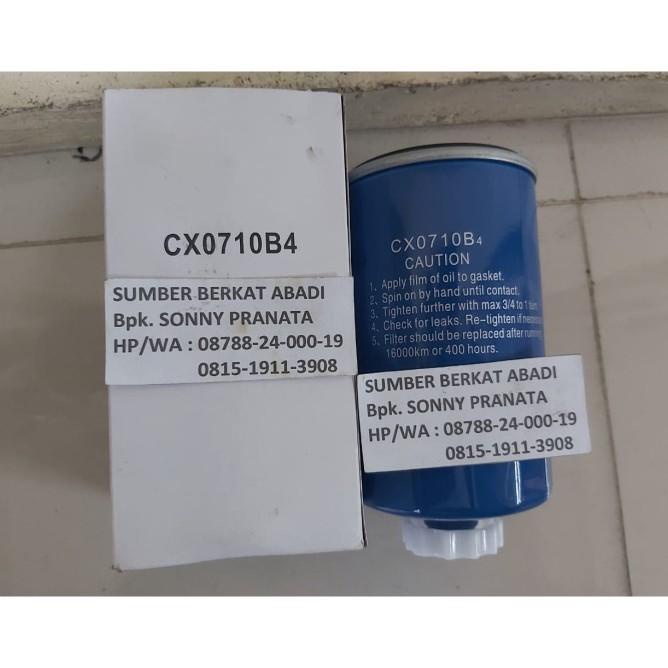 CX0710B4
SUMBER BERKAT ABADI
Bpk. SONNY PRANATA
HP/WA : 08788-24-000-19
0815-1911-3908
CX0710B4
CAUTION
1. Apply film of oil to gasket.
2. Spin on by hand until contact.
3. Tighten further with max 3/4 to 1
4. Check for leaks. Re-tighten if
5. Filter should be replaced after
16000km or 400 hours.
SUMBER BERKAT ABADI
Bpk. SONNY PRANATA
HP/WA : 08788-24-000-19
0815-1911-3908